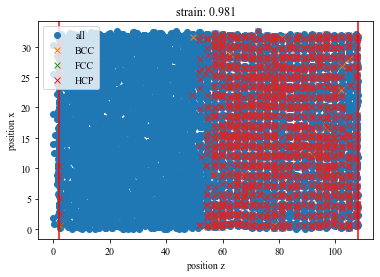 strain: 0.981
all
BCC
FCC
HCP
30
25
20
15
10
5
0
position x
0 20 40 60 80 100
position z